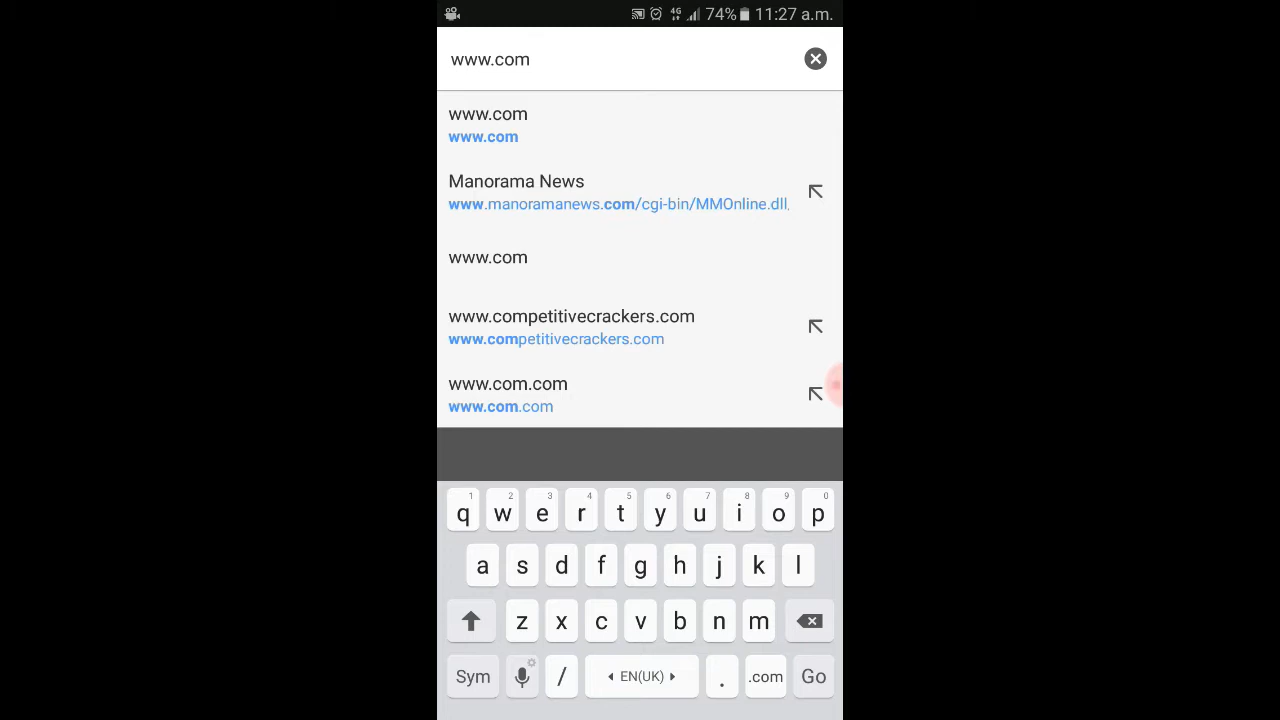 4G 74% 11:27 a.m.
www.com
www.com
www.com
Manorama News
www.manoramanews.com/cgi-bin/MMOnline.dll
www.com
www.competitivecrackers.com
www.competitivecrackers.com
www.com.com
www.com.com
1 2 3 4 5 6 7 8 9 0
q w e r t y u i o p
a s d f g h j k l
z x c v b n m
Sym / EN(UK) . .com Go